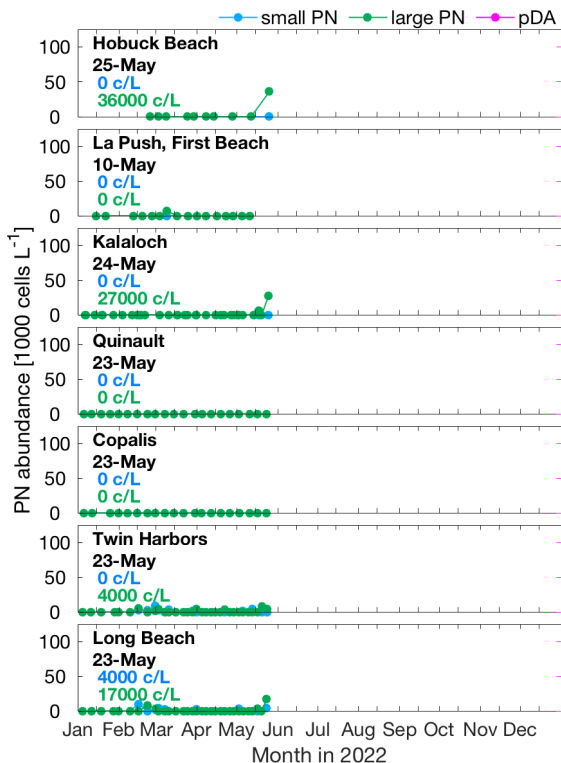 small PN large PN pDA
Hobuck Beach
25-May
0 c/L
36000 c/L
100
50
0
La Push, First Beach
10-May
0 c/L
0 c/L
100
50
0
Kalaloch
24-May
0 c/L
27000 c/L
100
50
0
Quinault
23-May
0 c/L
0 c/L
100
50
0
Copalis
23-May
0 c/L
0 c/L
100
50
0
Twin Harbors
23-May
0 c/L
4000 c/L
100
50
0
Long Beach
23-May
4000 c/L
17000 c/L
100
50
0
PN abundance [1000 cells L⁻¹]
Jan Feb Mar Apr May Jun Jul Aug Sep Oct Nov Dec
Month in 2022